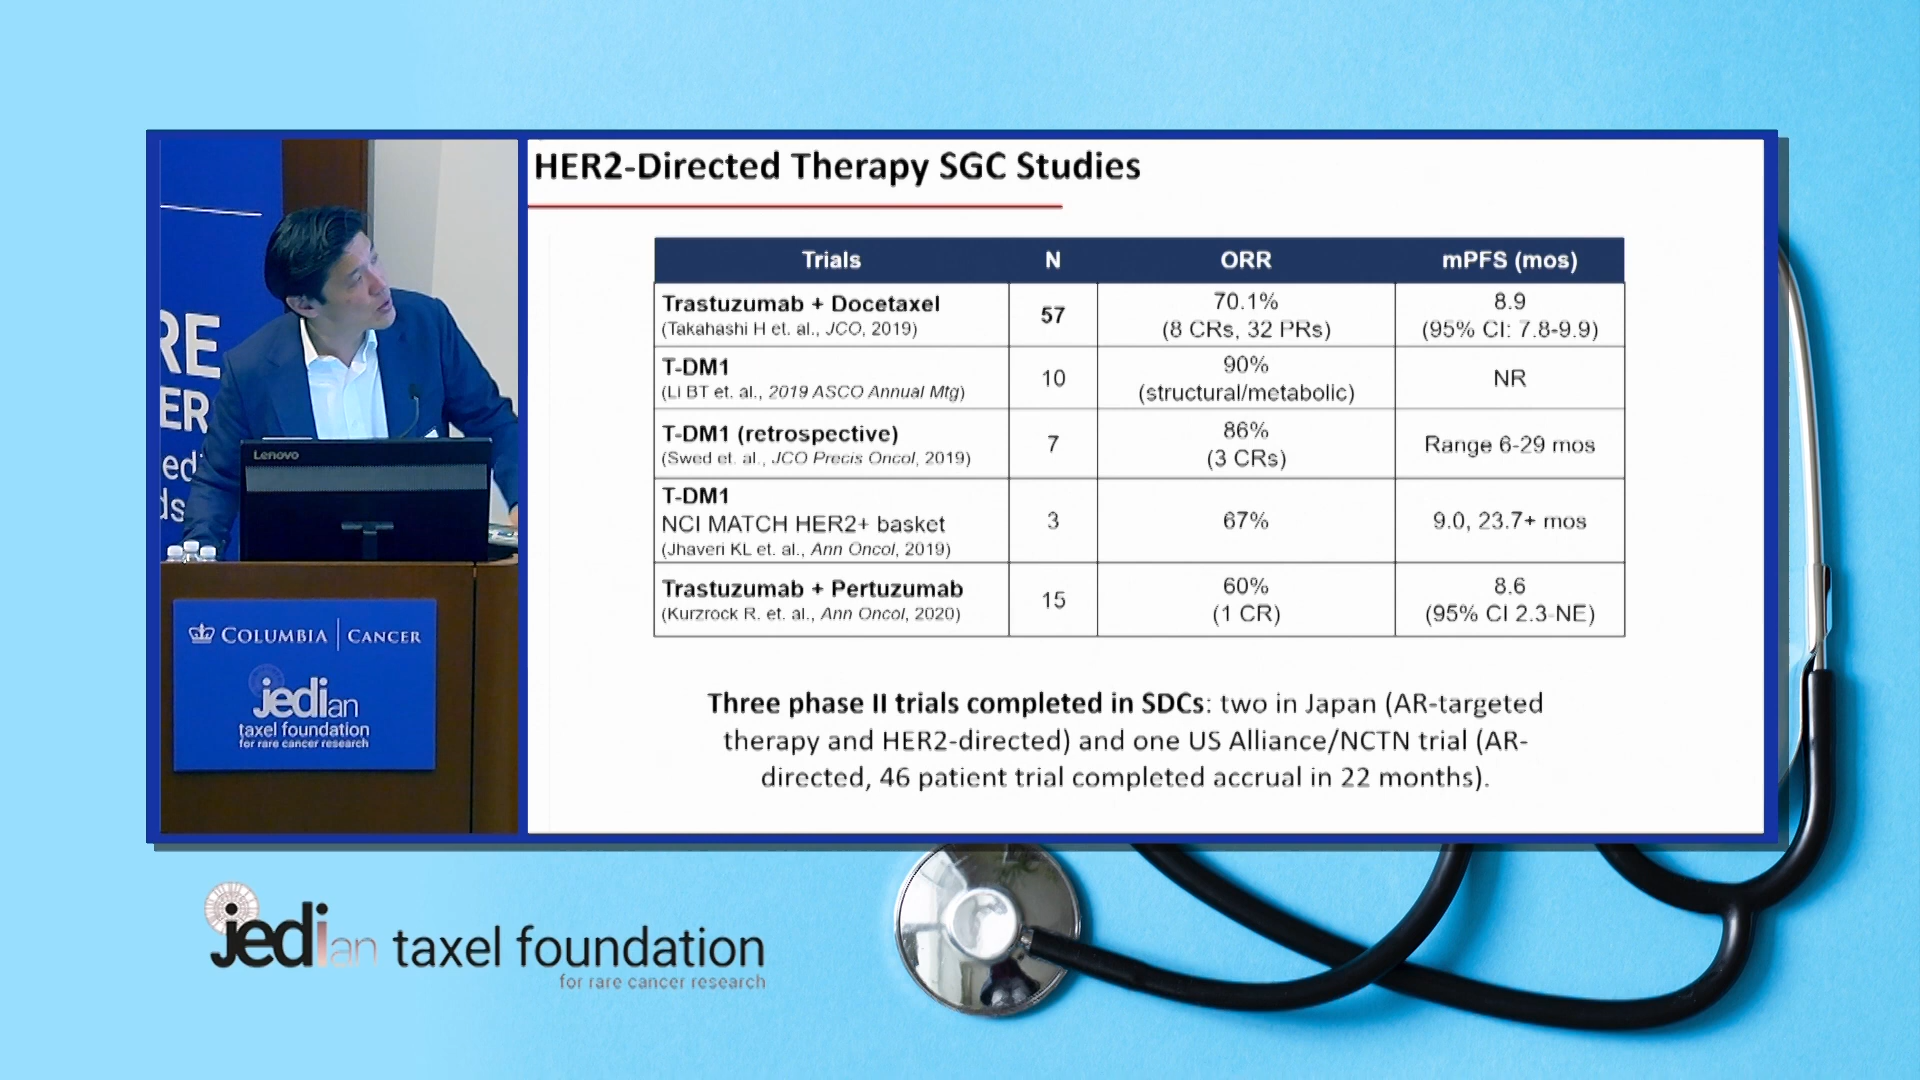 HER2-Directed Therapy SGC Studies
Trials N ORR mPFS (mos)
Trastuzumab + Docetaxel
(Takahashi H et. al., JCO, 2019)
57
70.1%
(8 CRs, 32 PRs)
8.9
(95% CI: 7.8-9.9)
T-DM1
(Li BT et. al., 2019 ASCO Annual Mtg)
10
90%
(structural/metabolic)
NR
T-DM1 (retrospective)
(Swed et. al., JCO Precis Oncol, 2019)
7
86%
(3 CRs)
Range 6-29 mos
T-DM1
NCI MATCH HER2+ basket
(Jhaveri KL et. al., Ann Oncol, 2019)
3
67%
9.0, 23.7+ mos
Trastuzumab + Pertuzumab
(Kurzrock R. et. al., Ann Oncol, 2020)
15
60%
(1 CR)
8.6
(95% CI 2.3-NE)
Three phase II trials completed in SDCs: two in Japan (AR-targeted
therapy and HER2-directed) and one US Alliance/NCTN trial (AR-
directed, 46 patient trial completed accrual in 22 months).
RE
ER
ed
ds
Lenovo
COLUMBIA | CANCER
jedian
taxel foundation
for rare cancer research
jedian taxel foundation
for rare cancer research